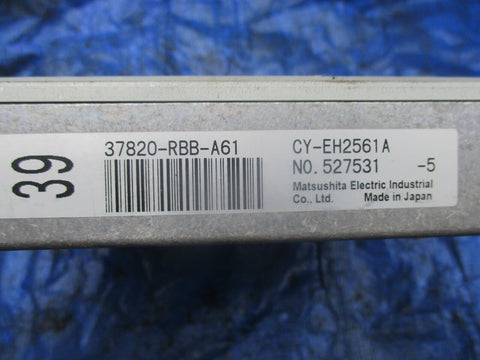 39
37820-RBB-A61
CY-EH2561A
NO.527531 -5
Matsushita Electric Industrial
Co., Ltd. Made in Japan